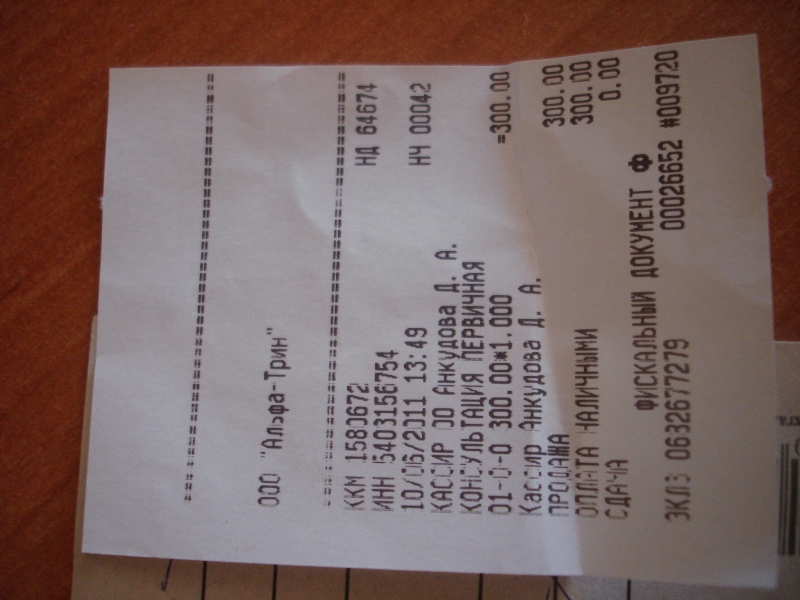 ================================
ООО "Альфа-Трин"
================================
ККМ 1580672 НД 64674
ИНН 5403156754
10/06/2011 13:49 НЧ 00042
КАССИР 00 Анкудова Д. А.
КОНСУЛЬТАЦИЯ ПЕРВИЧНАЯ
01-0-0 300.00*1.000 =300.00
Кассир Анкудова Д. А.
ПРОДАЖА 300.00
ОПЛАТА НАЛИЧНЫМИ 300.00
СДАЧА 0.00
ФИСКАЛЬНЫЙ ДОКУМЕНТ Ф
ЭКЛЗ 0632677279 00026652 #009720